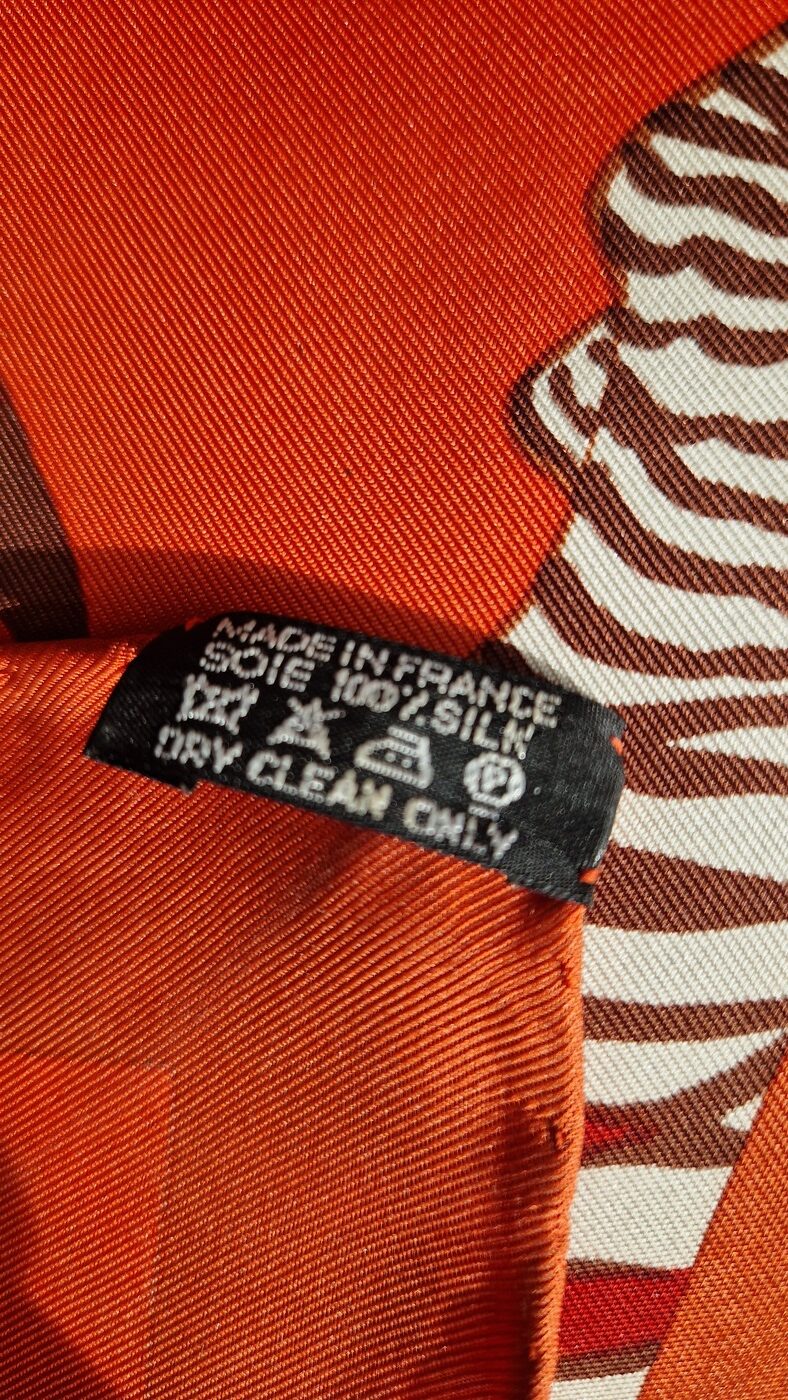 MADE IN FRANCE
SOIE 100% SILK
P
DRY CLEAN ONLY